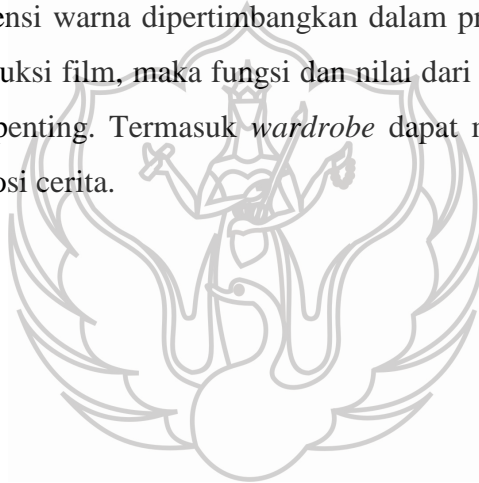 ensi warna dipertimbangkan dalam pr
uksi film, maka fungsi dan nilai dari
penting. Termasuk wardrobe dapat m
osi cerita.